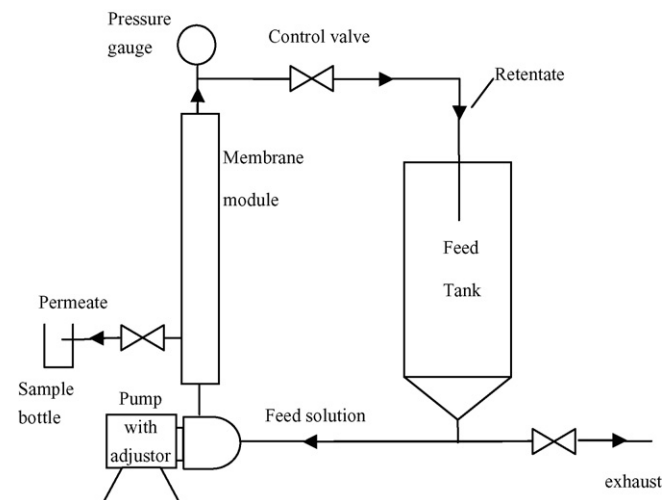 Pressure
gauge
Control valve
Retentate
Membrane
module
Feed
Tank
Permeate
Sample
bottle
Pump
with
adjustor
Feed solution
exhaust